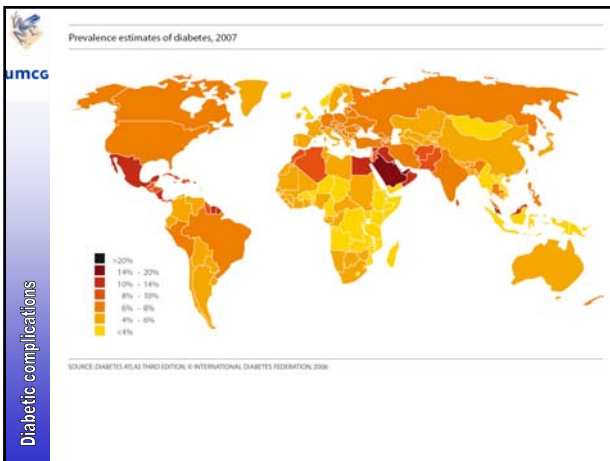 Prevalence estimates of diabetes, 2007
umcg
>20%
14% - 20%
10% - 14%
8% - 10%
6% - 8%
4% - 6%
<4%
SOURCE: DIABETES ATLAS THIRD EDITION, © INTERNATIONAL DIABETES FEDERATION, 2006
Diabetic complications